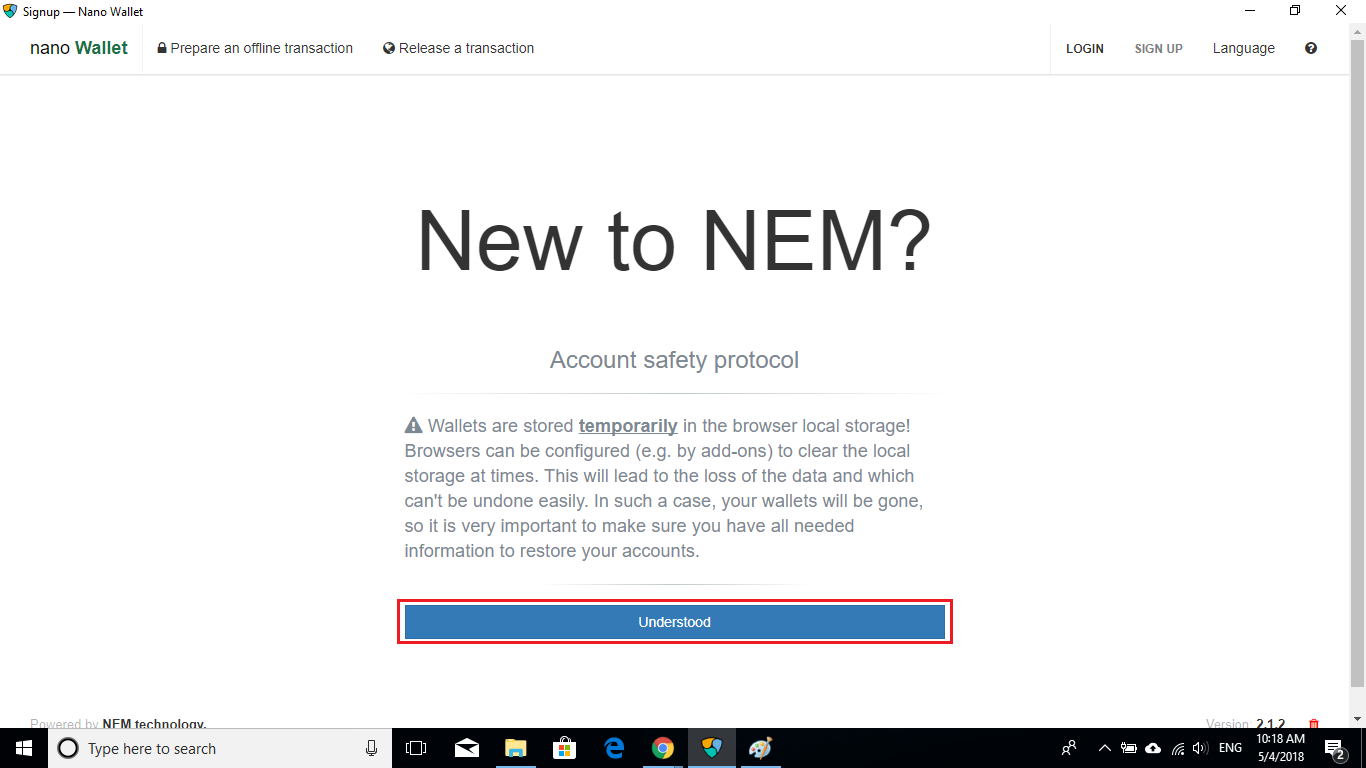 Signup — Nano Wallet
nano Wallet
Prepare an offline transaction
Release a transaction
LOGIN
SIGN UP
Language
New to NEM?
Account safety protocol
Wallets are stored temporarily in the browser local storage!
Browsers can be configured (e.g. by add-ons) to clear the local
storage at times. This will lead to the loss of the data and which
can't be undone easily. In such a case, your wallets will be gone,
so it is very important to make sure you have all needed
information to restore your accounts.
Understood
Powered by NEM technology.
Version: 2.1.2
Type here to search
ENG
10:18 AM
5/4/2018
2